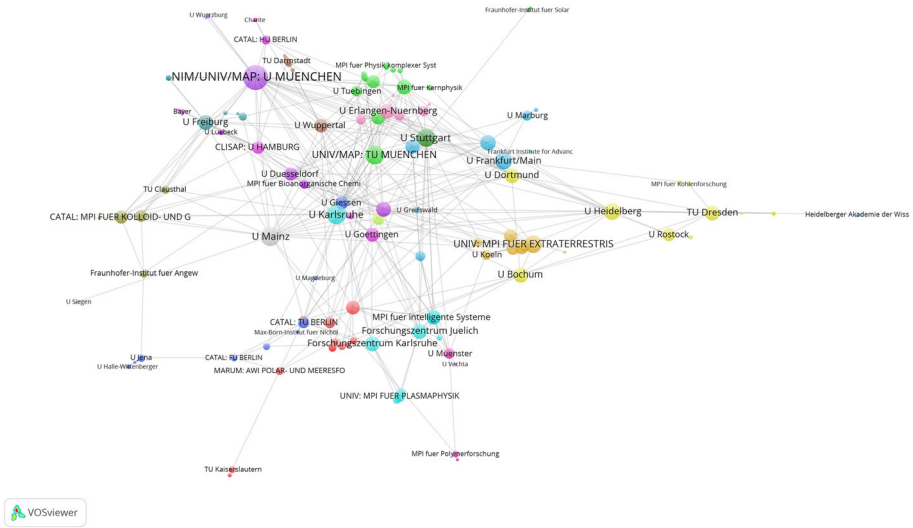 Fraunhofer-Institut fuer Solar
U Wuerzburg
Charite
CATAL: HU BERLIN
TU Darmstadt
MPI fuer Physik komplexer Syst
NIM/UNIV/MAP: U MUENCHEN
MPI fuer Kernphysik
U Tuebingen
Bayer
U Erlangen-Nuernberg
U Marburg
U Freiburg
U Wuppertal
U Luebeck
U Stuttgart
CLISAP: U HAMBURG
UNIV/MAP: TU MUENCHEN
Frankfurt Institute for Advanc
U Frankfurt/Main
U Duesseldorf
U Dortmund
MPI fuer Bioanorganische Chemi
MPI fuer Kohlenforschung
TU Clausthal
U Giessen
CATAL: MPI FUER KOLLOID- UND G
U Karlsruhe
U Greifswald
U Heidelberg
TU Dresden
Heidelberger Akademie der Wiss
U Mainz
U Goettingen
U Rostock
UNIV: MPI FUER EXTRATERRESTRIS
U Koeln
Fraunhofer-Institut fuer Angew
U Magdeburg
U Bochum
U Siegen
MPI fuer intelligente Systeme
CATAL: TU BERLIN
Max-Born-Institut fuer Nichtli
Forschungszentrum Juelich
Forschungszentrum Karlsruhe
U Muenster
U Jena
CATAL: FU BERLIN
U Vechta
U Halle-Wittenberger
MARUM: AWI POLAR- UND MEERESFO
UNIV: MPI FUER PLASMAPHYSIK
MPI fuer Polymerforschung
TU Kaiserslautern
VOSviewer